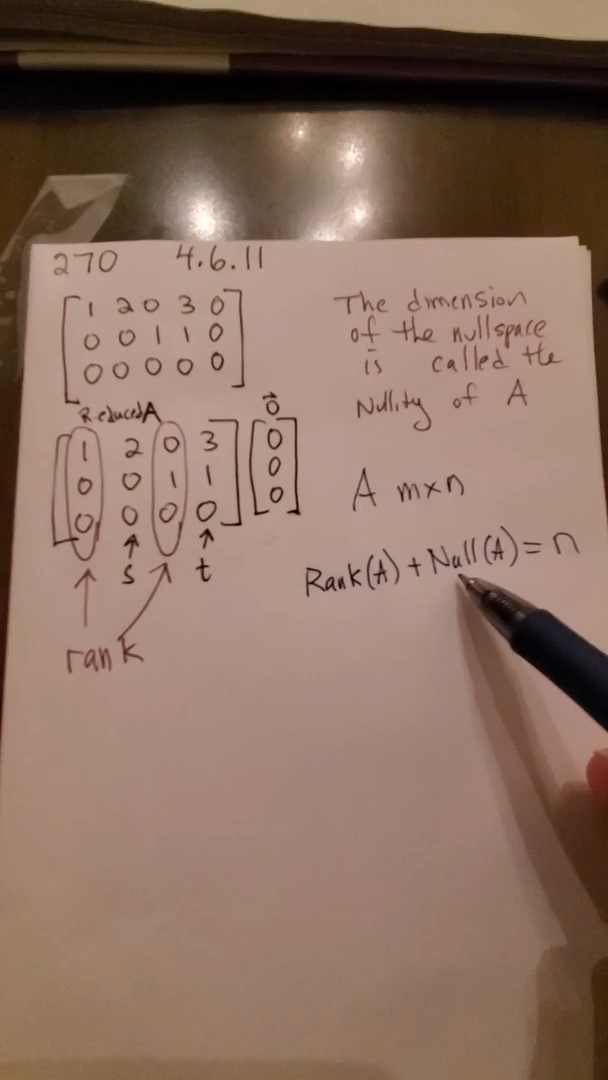 270 4.6.11
1 2 0 3 0
0 0 1 1 0
0 0 0 0 0
The dimension
of the nullspace
is called the
Nullity of A
Reduced A
0⃗
1 2 0 3 0
0 0 1 1 0
0 0 0 0 0
s t
rank
A m×n
Rank(A) + Null(A) = n